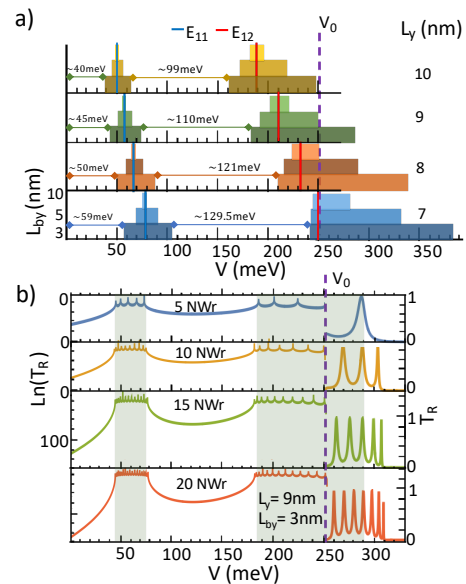 a)
E11 E12
V0
Ly (nm)
~40meV ~99meV
10
~45meV ~110meV
9
~50meV ~121meV
8
~59meV ~129.5meV
7
Lby (nm)
10
5
3
50 100 150 200 250 300 350
V (meV)
b)
V0
0 5 NWr 1
0
0 10 NWr 1
0 15 NWr 1
100
20 NWr 1
0
Ly = 9nm
Lby = 3nm
Ln(TR)
TR
50 100 150 200 250 300
V (meV)